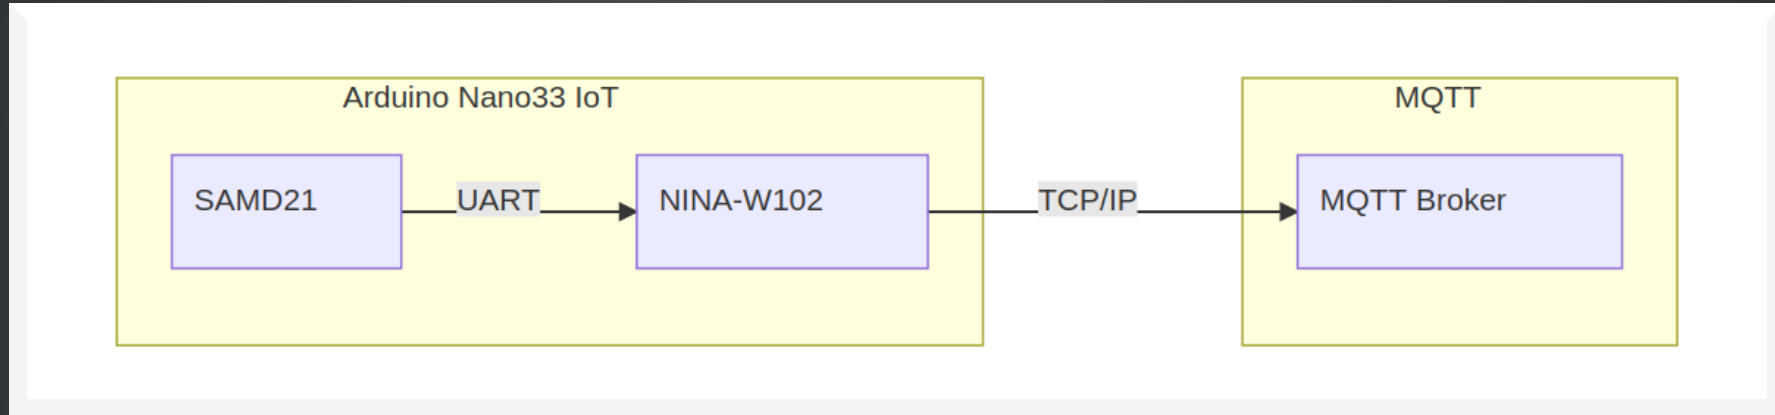 Arduino Nano33 IoT
MQTT
SAMD21
UART
NINA-W102
TCP/IP
MQTT Broker